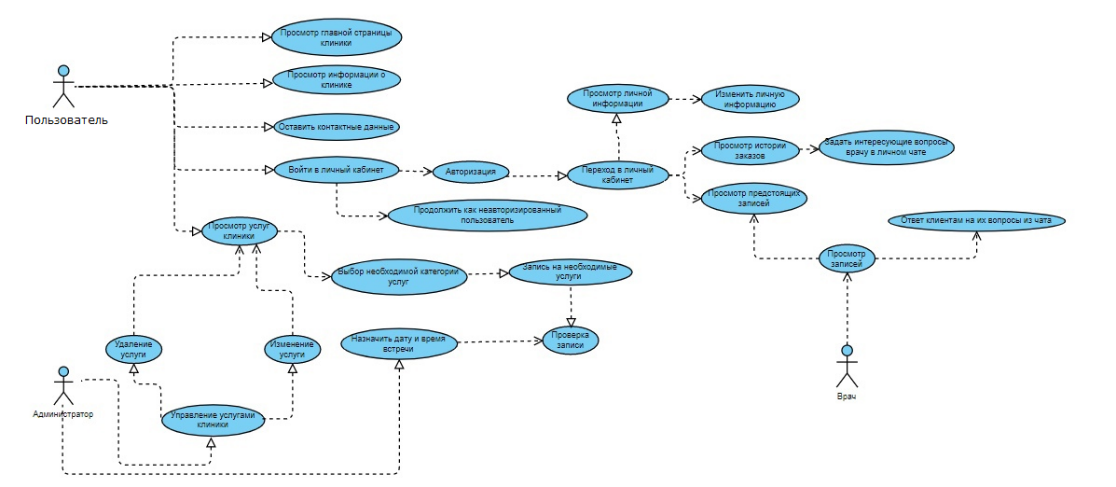 Просмотр главной страницы
клиники
Просмотр информации о
клинике
Пользователь
Оставить контактные данные
Войти в личный кабинет
Авторизация
Просмотр личной
информации
Изменить личную
информацию
Переход в личный
кабинет
Просмотр истории
заказов
Задать интересующие вопросы
врачу в личном чате
Просмотр предстоящих
записей
Продолжить как неавторизированный
пользователь
Просмотр услуг
клиники
Ответ клиентам на их вопросы из чата
Просмотр
записей
Выбор необходимой категории
услуг
Запись на необходимые
услуги
Удаление
услуги
Изменение
услуги
Назначить дату и время
встречи
Проверка
записи
Врач
Администратор
Управление услугами
клиники